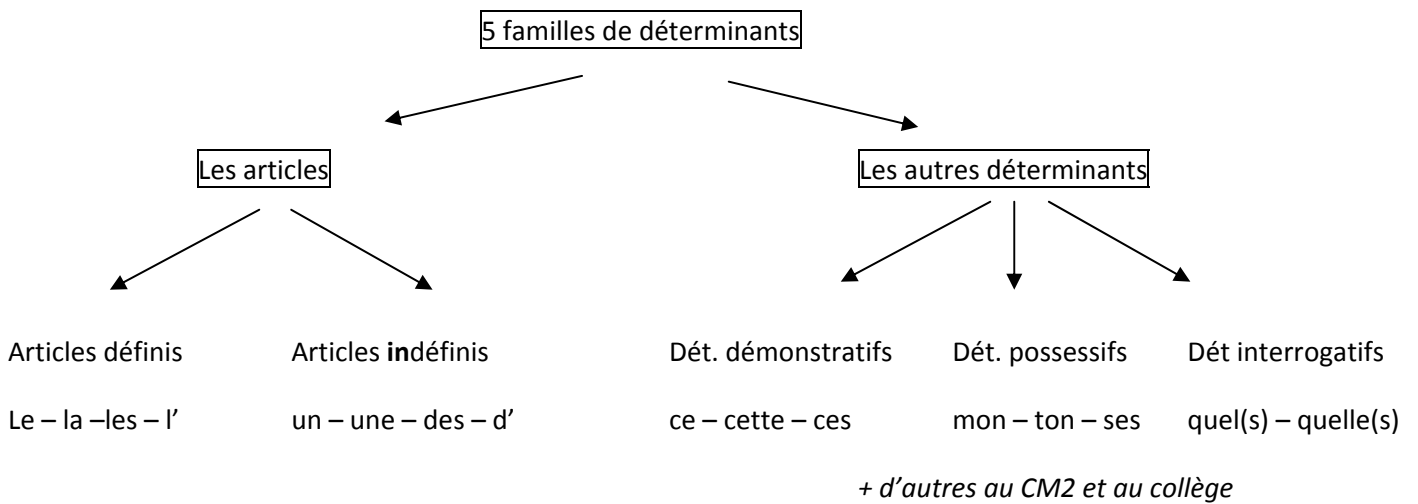 5 familles de déterminants
Les articles
Les autres déterminants
Articles définis
Articles indéfinis
Dét. démonstratifs
Dét. possessifs
Dét interrogatifs
Le – la –les – l’
un – une – des – d’
ce – cette – ces
mon – ton – ses
quel(s) – quelle(s)
+ d’autres au CM2 et au collège